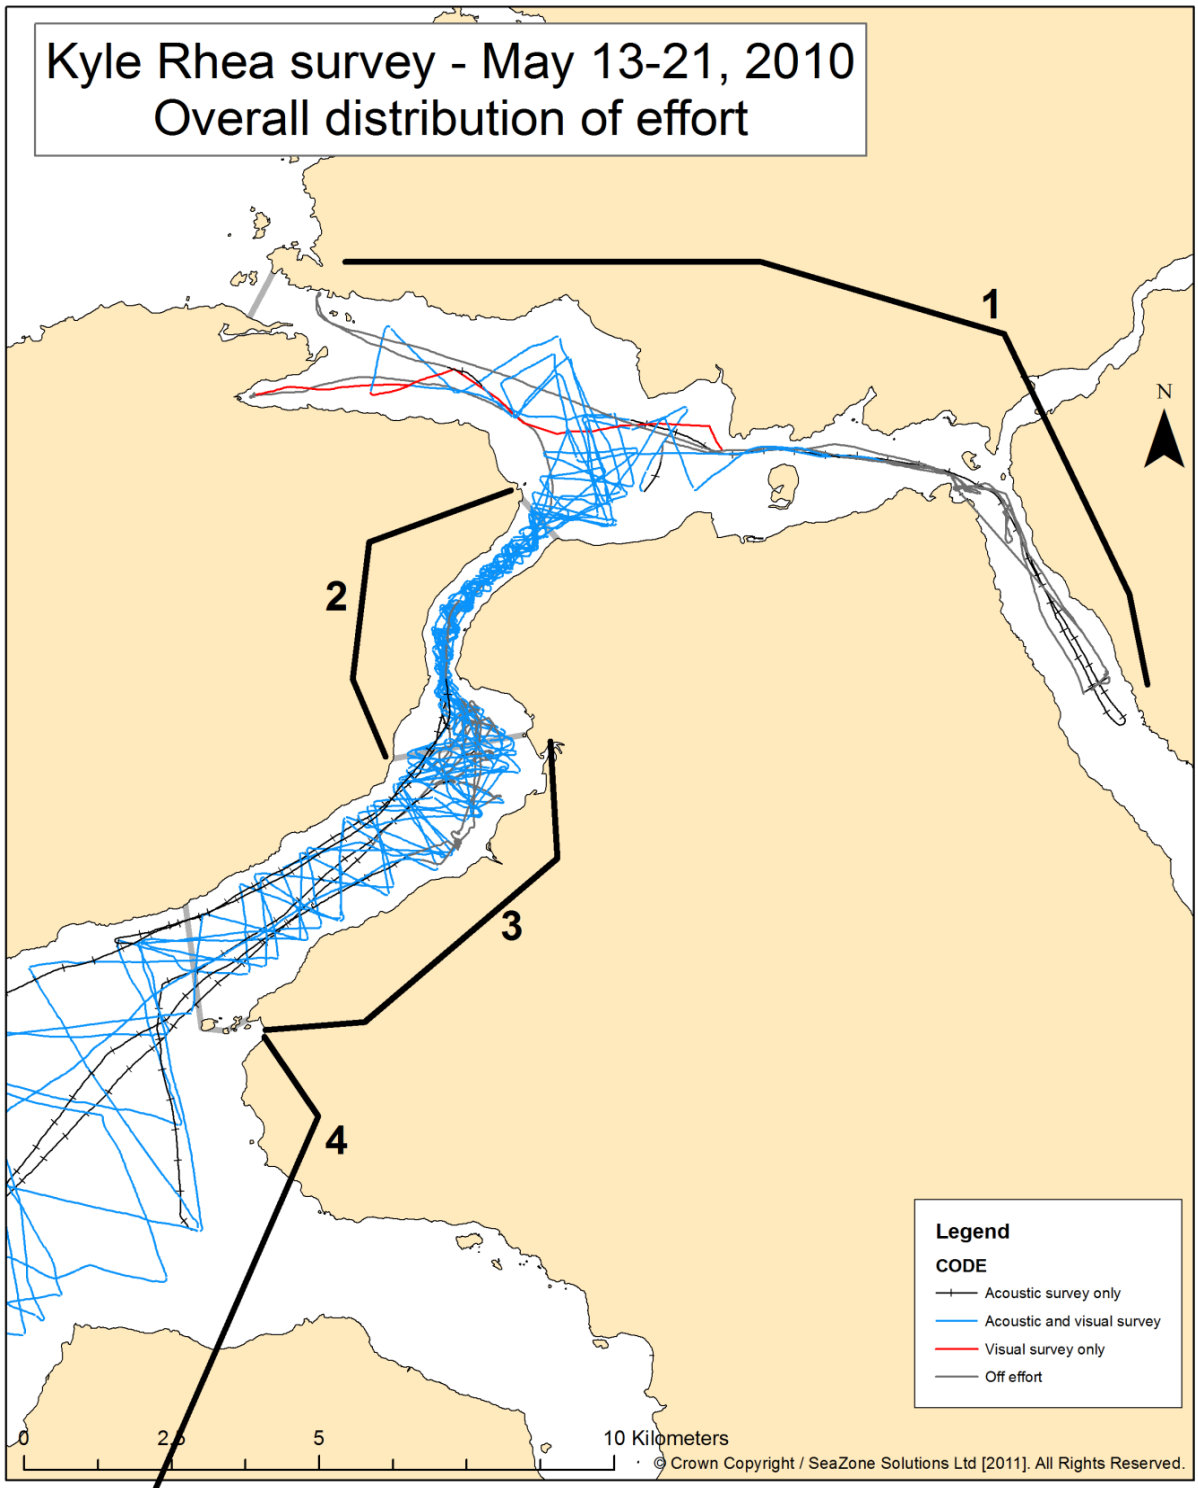 Kyle Rhea survey - May 13-21, 2010
Overall distribution of effort
1
N
2
3
4
Legend
CODE
Acoustic survey only
Acoustic and visual survey
Visual survey only
Off effort
0 2.5 5 10 Kilometers
© Crown Copyright / SeaZone Solutions Ltd [2011]. All Rights Reserved.